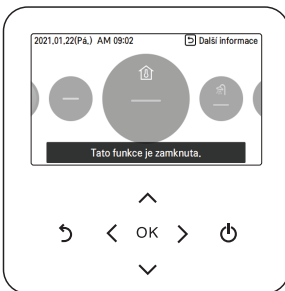 2021.01.22(Pá.) AM 09:02
Další informace
Tato funkce je zamknuta.
OK